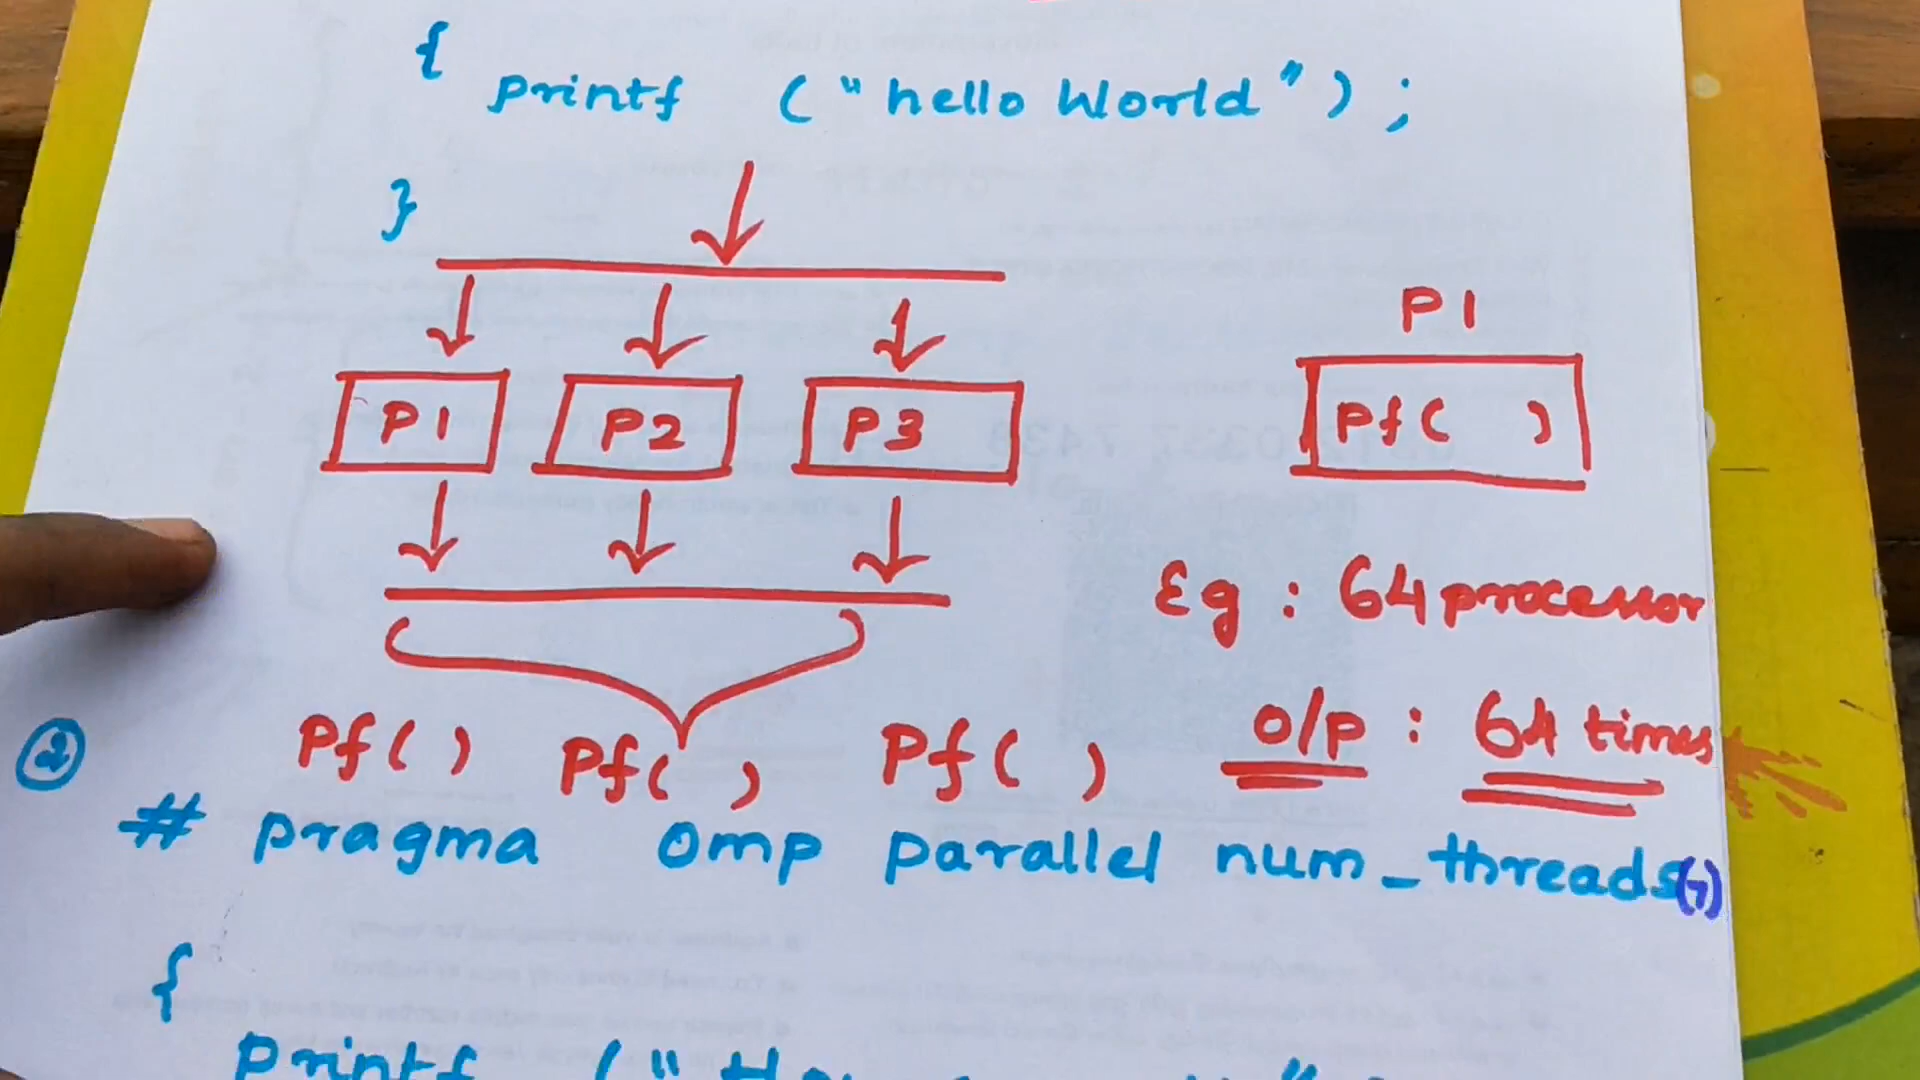 {
printf ("hello World");
}
P1
P1 P2 P3
Pf( )
Eg : 64 processor
O/P : 64 times
Pf( ) Pf( ) Pf( )
2
# pragma omp parallel num_threads(7)
{
printf ("